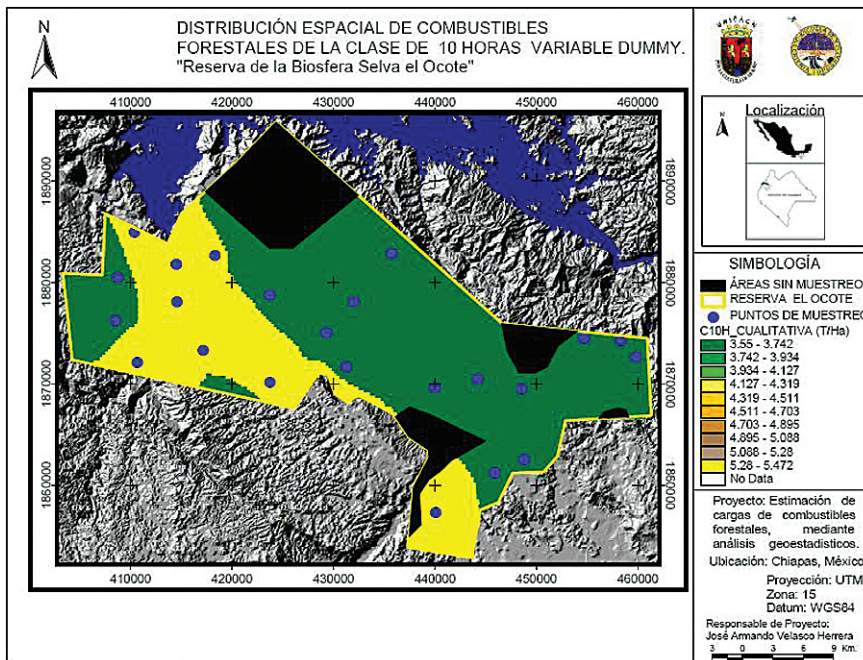 DISTRIBUCIÓN ESPACIAL DE COMBUSTIBLES
FORESTALES DE LA CLASE DE 10 HORAS VARIABLE DUMMY.
"Reserva de la Biosfera Selva el Ocote"
N
410000 420000 430000 440000 450000 460000
1890000 1890000
1880000 1880000
1870000 1870000
1860000 1860000
410000 420000 430000 440000 450000 460000
UNICACH
Localización
N
SIMBOLOGÍA
ÁREAS SIN MUESTREO
RESERVA EL OCOTE
PUNTOS DE MUESTREO
C10H_CUALITATIVA (T/Ha)
3.55 - 3.742
3.742 - 3.934
3.934 - 4.127
4.127 - 4.319
4.319 - 4.511
4.511 - 4.703
4.703 - 4.895
4.895 - 5.088
5.088 - 5.28
5.28 - 5.472
No Data
Proyecto: Estimación de
cargas de combustibles
forestales, mediante
análisis geoestadísticos.
Ubicación: Chiapas, México
Proyección: UTM
Zona: 15
Datum: WGS84
Responsable de Proyecto:
José Armando Velasco Herrera
3 0 3 6 9 Km.